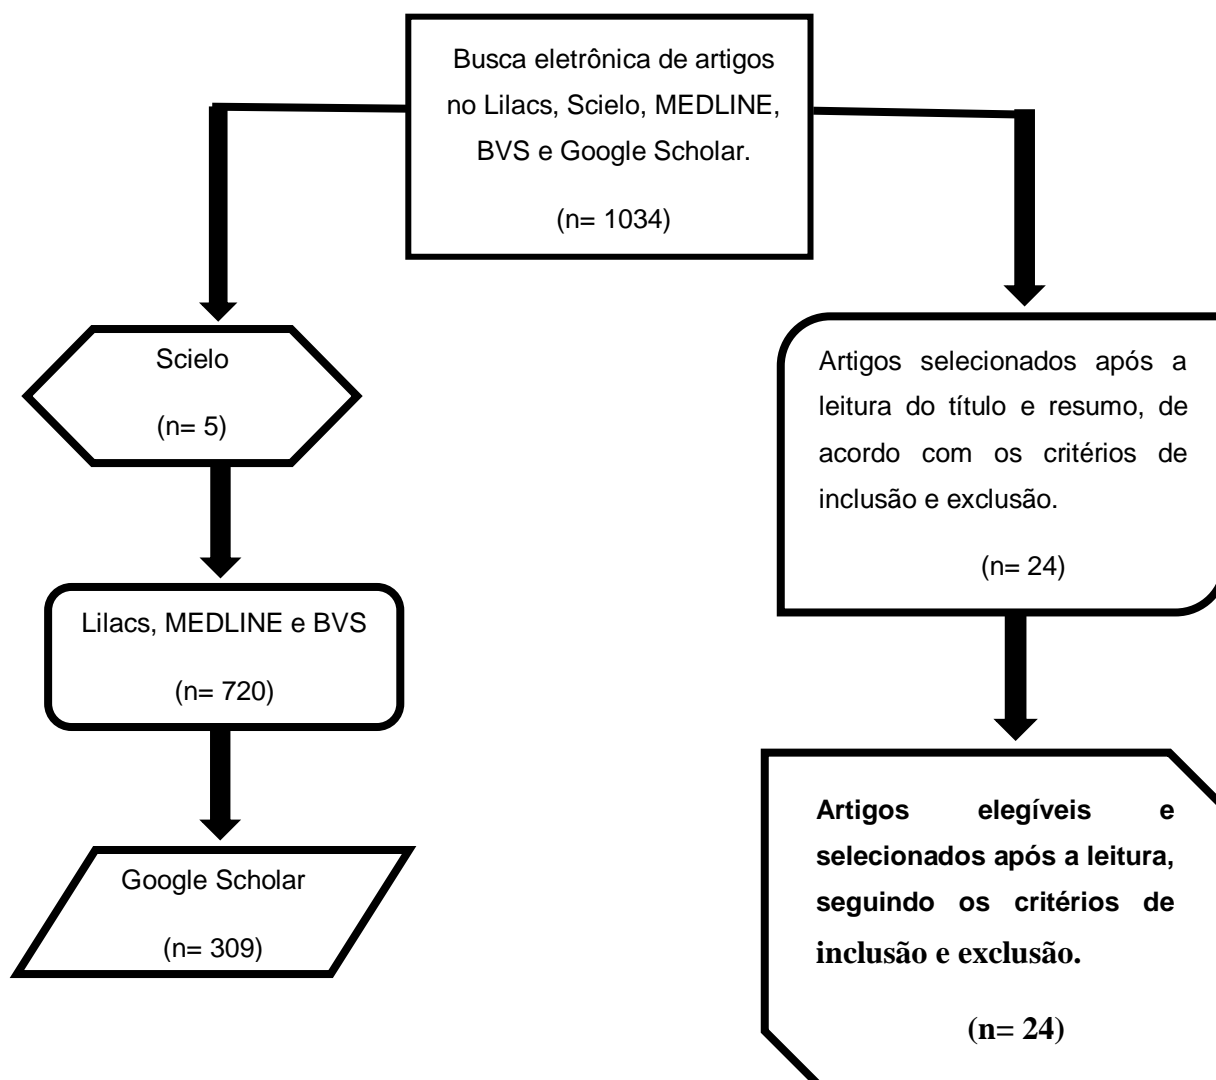 Busca eletrônica de artigos
no Lilacs, Scielo, MEDLINE,
BVS e Google Scholar.
(n= 1034)
Scielo
(n= 5)
Lilacs, MEDLINE e BVS
(n= 720)
Google Scholar
(n= 309)
Artigos selecionados após a
leitura do título e resumo, de
acordo com os critérios de
inclusão e exclusão.
(n= 24)
Artigos elegíveis e
selecionados após a leitura,
seguindo os critérios de
inclusão e exclusão.
(n= 24)